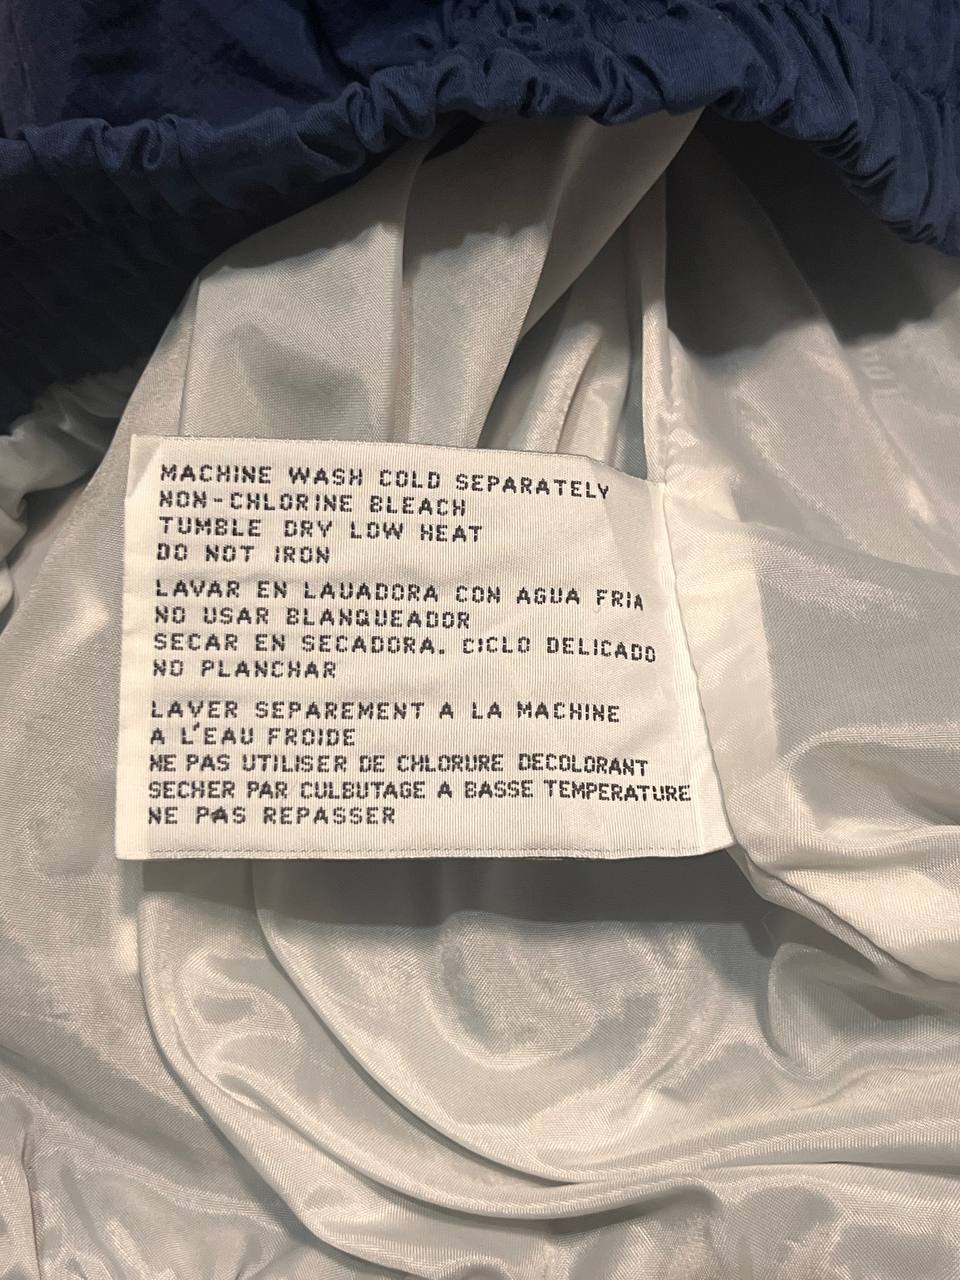 MACHINE WASH COLD SEPARATELY
NON-CHLORINE BLEACH
TUMBLE DRY LOW HEAT
DO NOT IRON
LAVAR EN LAUADORA CON AGUA FRIA
NO USAR BLANQUEADOR
SECAR EN SECADORA. CICLO DELICADO
NO PLANCHAR
LAVER SEPAREMENT A LA MACHINE
A L'EAU FROIDE
NE PAS UTILISER DE CHLORURE DECOLORANT
SECHER PAR CULBUTAGE A BASSE TEMPERATURE
NE PAS REPASSER